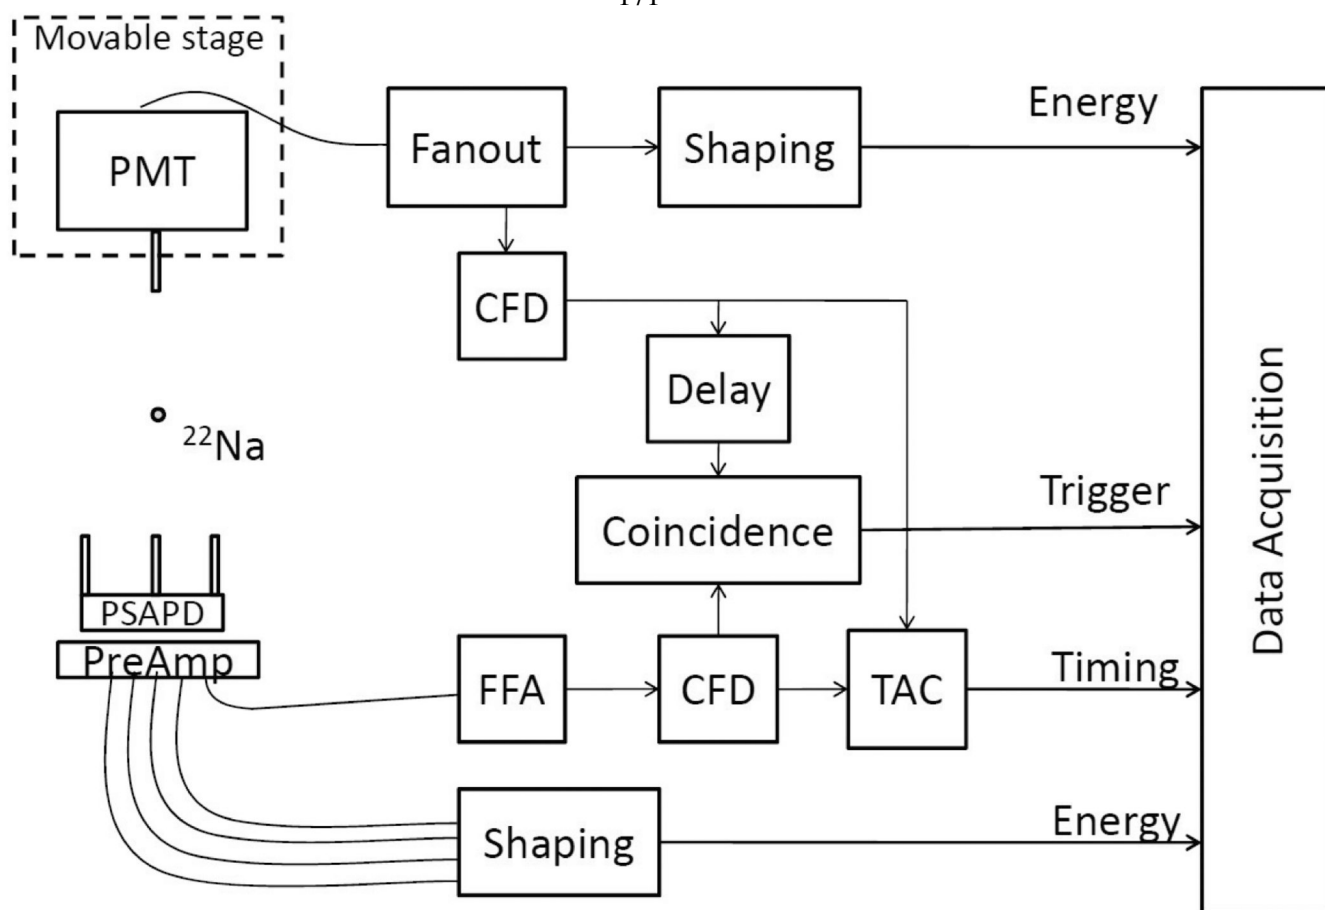 Movable stage
PMT
Fanout
Shaping
Energy
CFD
Delay
²²Na
Coincidence
Trigger
PSAPD
PreAmp
FFA
CFD
TAC
Timing
Shaping
Energy
Data Acquisition